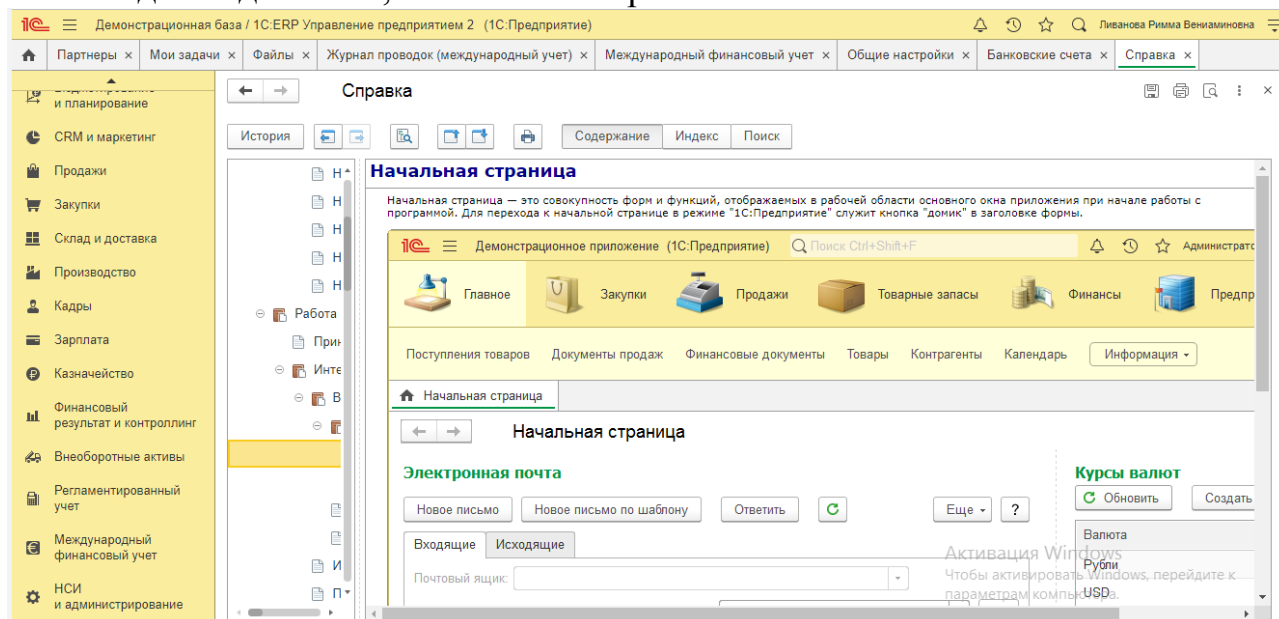 Демонстрационная база / 1С:ERP Управление предприятием 2 (1С:Предприятие)
Ливанова Римма Вениаминовна
Партнеры × Мои задачи × Файлы × Журнал проводок (международный учет) × Международный финансовый учет × Общие настройки × Банковские счета × Справка ×
и планирование
CRM и маркетинг
Продажи
Закупки
Склад и доставка
Производство
Кадры
Зарплата
Казначейство
Финансовый
результат и контроллинг
Внеоборотные активы
Регламентированный
учет
Международный
финансовый учет
НСИ
и администрирование
Справка
История Содержание Индекс Поиск
Н
Н
Н
Н
Н
Работа
Прин
Инте
В
И
П
Начальная страница
Начальная страница — это совокупность форм и функций, отображаемых в рабочей области основного окна приложения при начале работы с
программой. Для перехода к начальной странице в режиме "1С:Предприятие" служит кнопка "домик" в заголовке формы.
Демонстрационное приложение (1С:Предприятие) Поиск Ctrl+Shift+F Администрато
Главное Закупки Продажи Товарные запасы Финансы Предпр
Поступления товаров Документы продаж Финансовые документы Товары Контрагенты Календарь Информация
Начальная страница
Начальная страница
Электронная почта
Новое письмо Новое письмо по шаблону Ответить Еще ?
Входящие Исходящие
Почтовый ящик:
Курсы валют
Обновить Создать
Валюта
Рубли
USD
Активация Windows
Чтобы активировать Windows, перейдите к
параметрам компьютера.